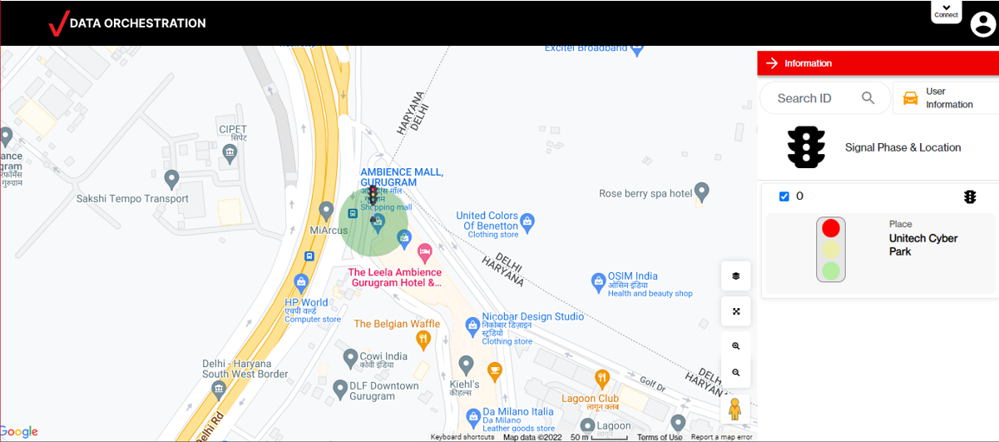 DATA ORCHESTRATION
Connect
Excitel Broadband
HARYANA
DELHI
CIPET
सिपेट
ance
gram
गुरुग्राम
Sakshi Tempo Transport
MiArcus
AMBIENCE MALL,
GURUGRAM
Shopping mall
Rose berry spa hotel
United Colors
Of Benetton
Clothing store
DELHI
HARYANA
The Leela Ambience
Gurugram Hotel &...
OSIM India
ओसिम इंडिया
Health and beauty shop
HP World
एचपी वर्ल्ड
Computer store
The Belgian Waffle
Nicobar Design Studio
निकोबार डिज़ाइन
स्टूडियो
Clothing store
Cowi India
कोवी इंडिया
Delhi - Haryana
South West Border
DLF Downtown
Gurugram
Kiehl's
कीहल्स
DELHI
HARYANA
Golf Dr
Lagoon Club
लागून क्लब
Da Milano Italia
Da Milano
Leather goods store
Lagoon
Delhi Rd
Google
Keyboard shortcuts
Map data ©2022
50 m
Terms of Use
Report a map error
Information
Search ID
User
Information
Signal Phase & Location
0
Place
Unitech Cyber
Park